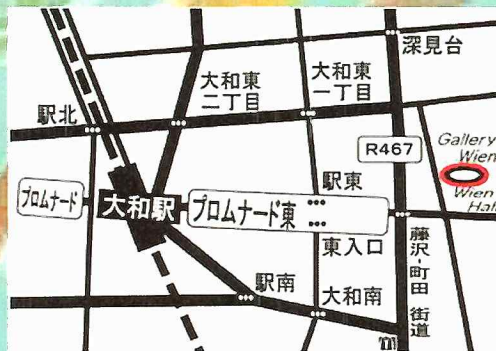 深見台
大和東
二丁目
大和東
一丁目
駅北
R467
Gallery
Wien
Wien
Hall
プロムナード
大和駅
プロムナード東
駅東
東入口
藤沢・町田 街道
駅南
大和南